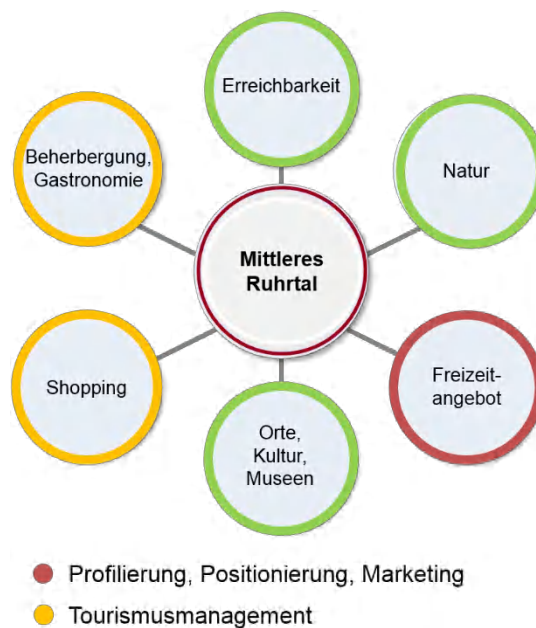 Erreichbarkeit
Beherbergung,
Gastronomie
Natur
Mittleres
Ruhrtal
Shopping
Freizeit-
angebot
Orte,
Kultur,
Museen
Profilierung, Positionierung, Marketing
Tourismusmanagement